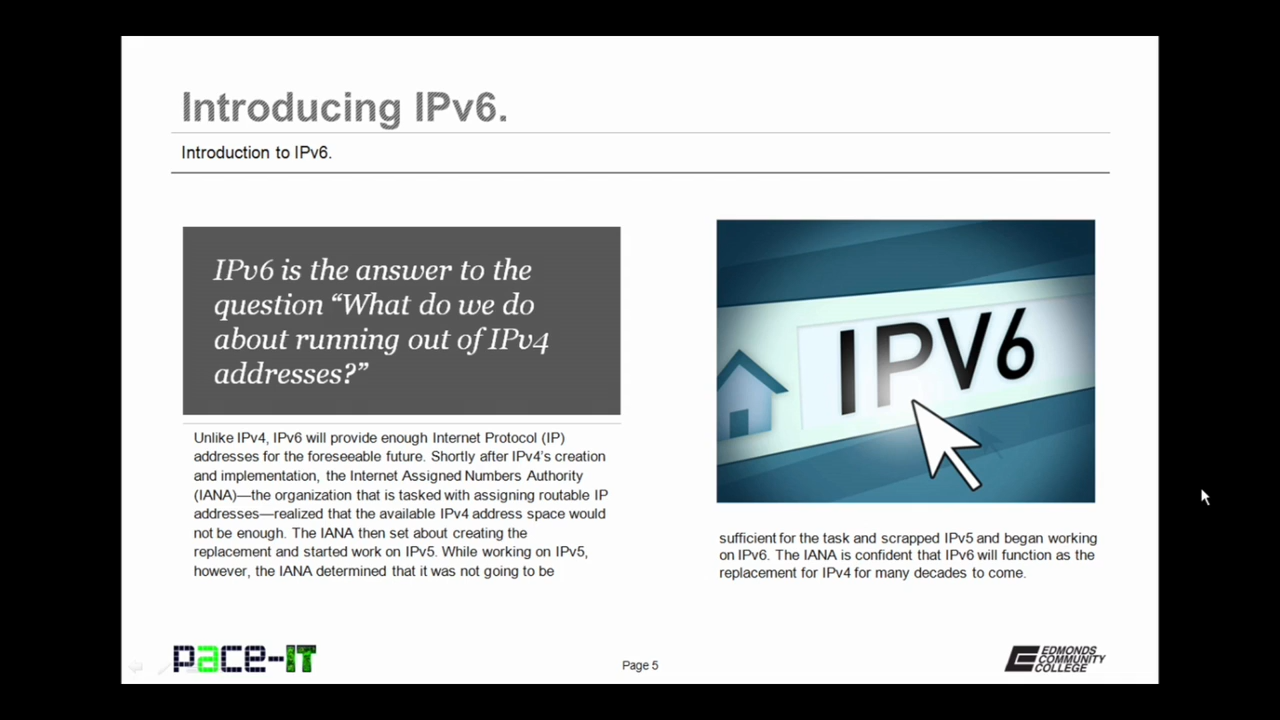 Introducing IPv6.
Introduction to IPv6.
IPv6 is the answer to the
question “What do we do
about running out of IPv4
addresses?”
Unlike IPv4, IPv6 will provide enough Internet Protocol (IP)
addresses for the foreseeable future. Shortly after IPv4’s creation
and implementation, the Internet Assigned Numbers Authority
(IANA)—the organization that is tasked with assigning routable IP
addresses—realized that the available IPv4 address space would
not be enough. The IANA then set about creating the
replacement and started work on IPv5. While working on IPv5,
however, the IANA determined that it was not going to be
IPV6
sufficient for the task and scrapped IPv5 and began working
on IPv6. The IANA is confident that IPv6 will function as the
replacement for IPv4 for many decades to come.
pace-IT
Page 5
EDMONDS
COMMUNITY
COLLEGE